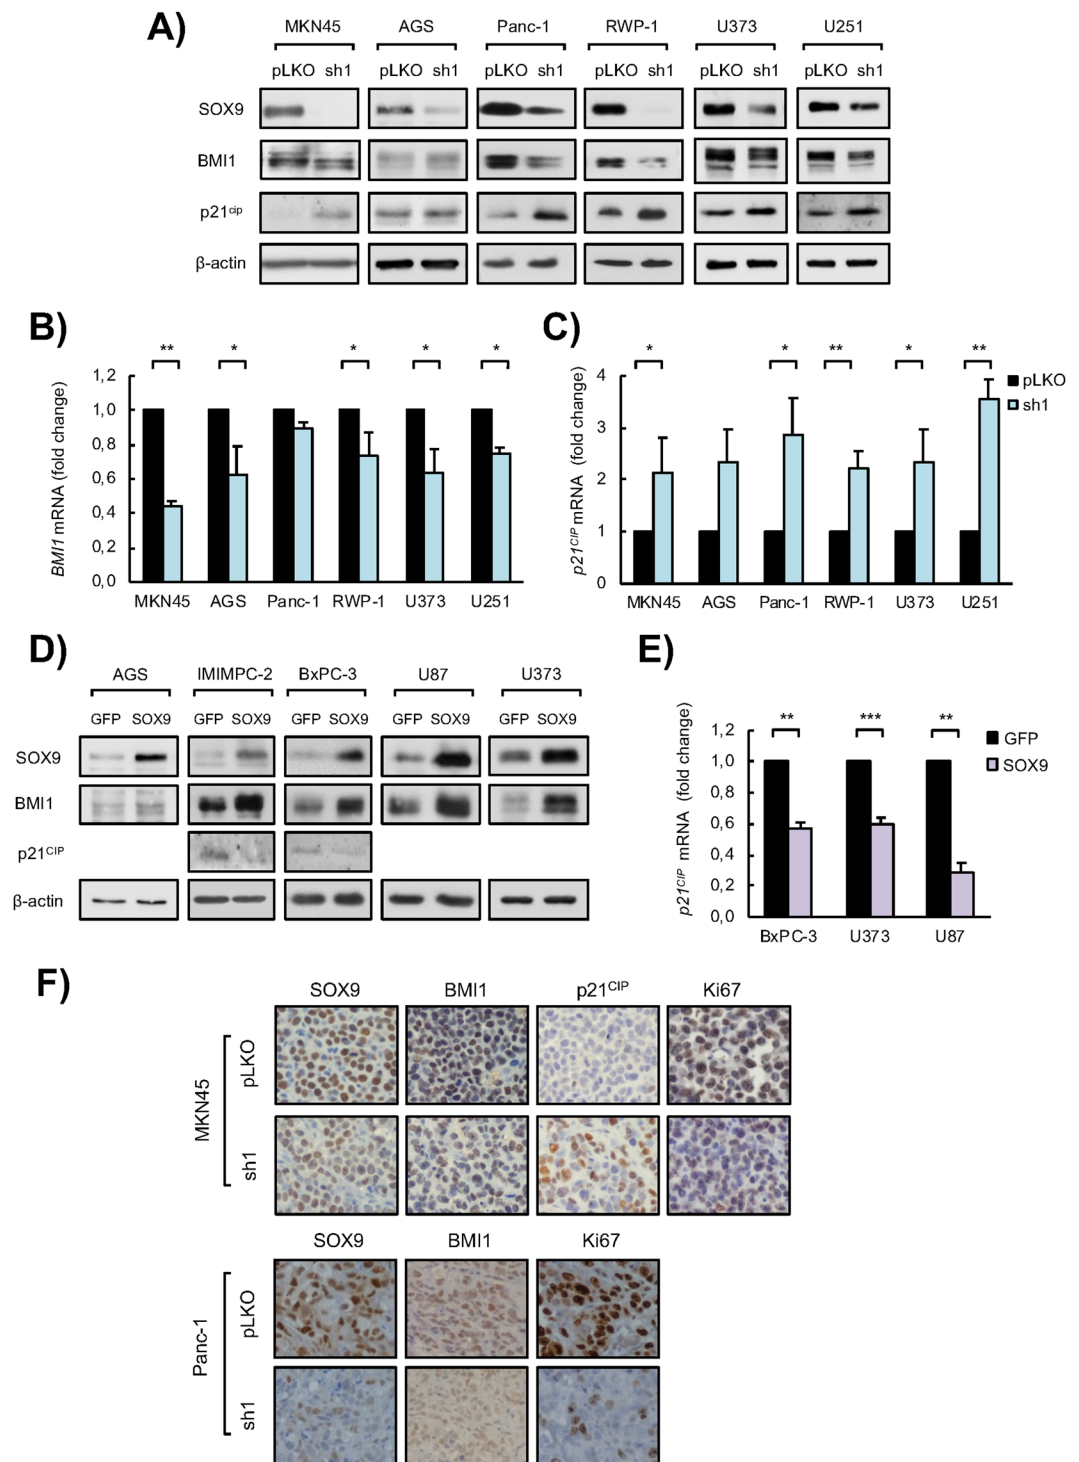 A)
MKN45 AGS Panc-1 RWP-1 U373 U251
pLKO sh1 pLKO sh1 pLKO sh1 pLKO sh1 pLKO sh1 pLKO sh1
SOX9
BMI1
p21cip
β-actin
B)
** * * * *
BMI1 mRNA (fold change)
1,2
1,0
0,8
0,6
0,4
0,2
0,0
MKN45 AGS Panc-1 RWP-1 U373 U251
C)
* * ** * **
p21CIP mRNA (fold change)
4
3
2
1
0
MKN45 AGS Panc-1 RWP-1 U373 U251
pLKO
sh1
D)
AGS IMIMPC-2 BxPC-3 U87 U373
GFP SOX9 GFP SOX9 GFP SOX9 GFP SOX9 GFP SOX9
SOX9
BMI1
p21CIP
β-actin
E)
** *** **
p21CIP mRNA (fold change)
1,2
1,0
0,8
0,6
0,4
0,2
0,0
BxPC-3 U373 U87
GFP
SOX9
F)
SOX9 BMI1 p21CIP Ki67
MKN45
pLKO
sh1
SOX9 BMI1 Ki67
Panc-1
pLKO
sh1